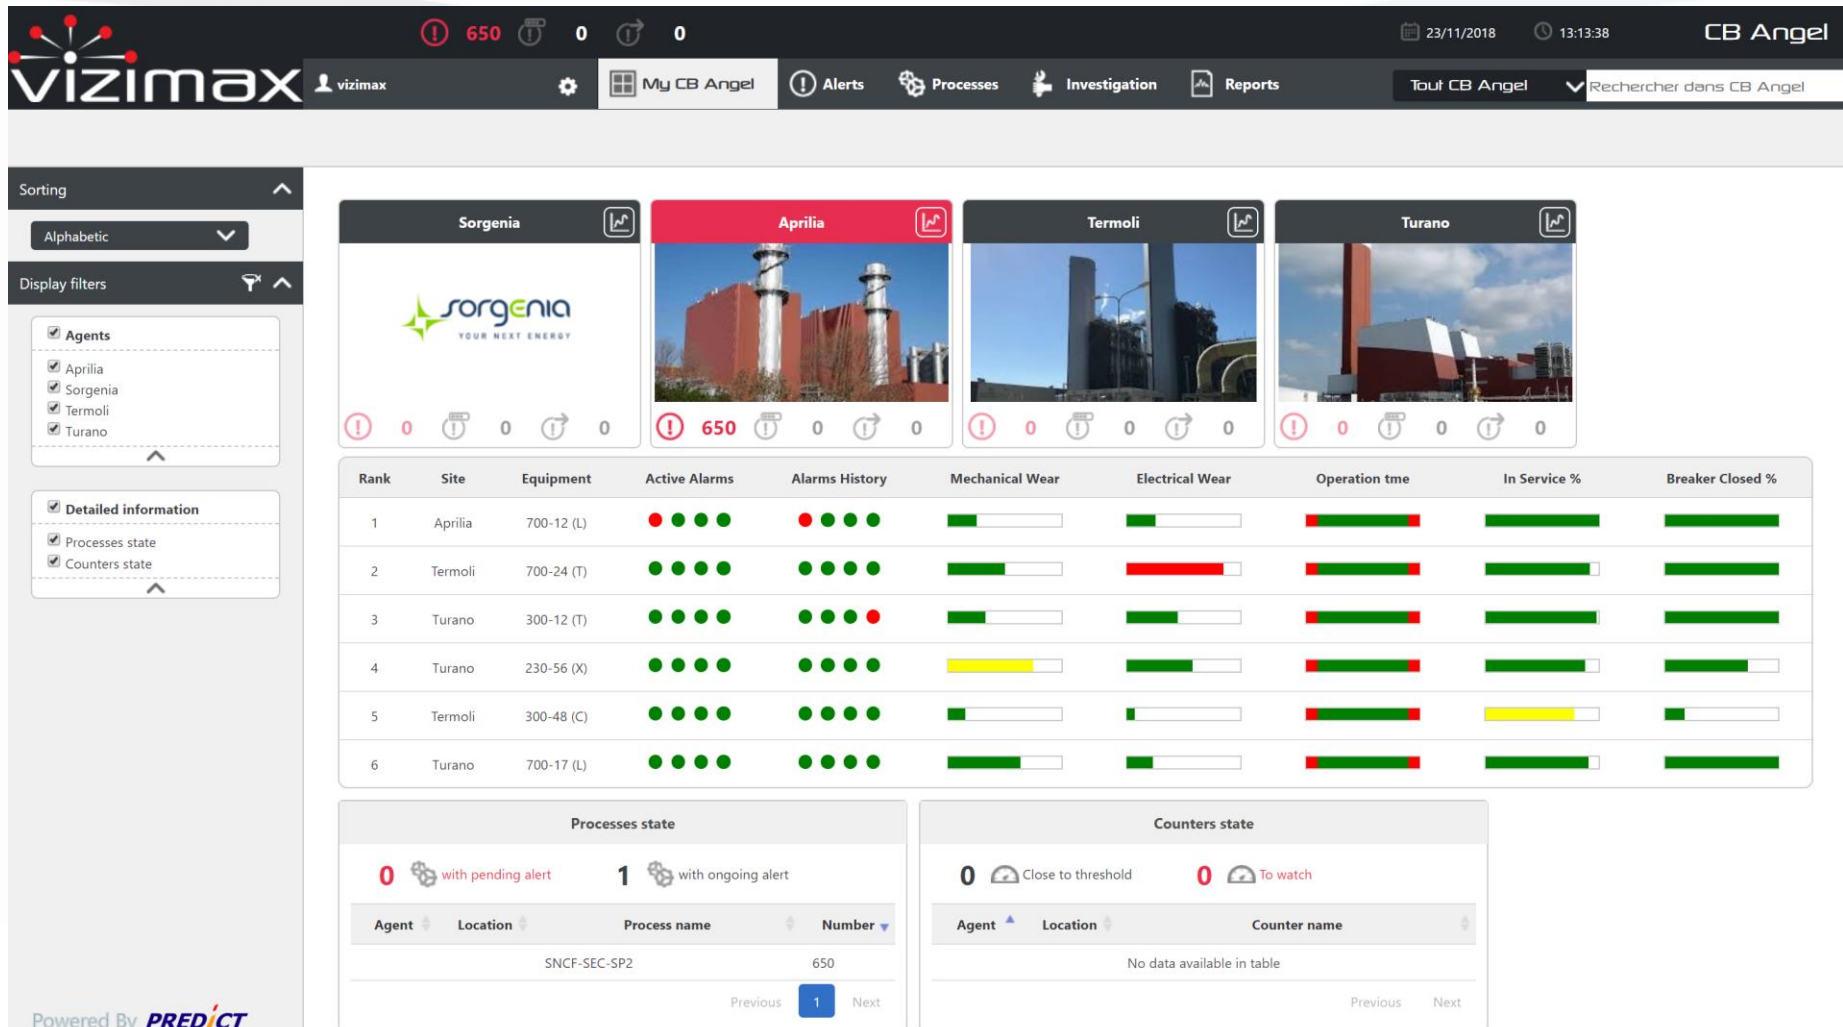 650 0 0 23/11/2018 13:13:38 CB Angel
vizimax vizimax My CB Angel Alerts Processes Investigation Reports Tout CB Angel Rechercher dans CB Angel
Sorting
Alphabetic
Display filters
Agents
Aprilia
Sorgenia
Termoli
Turano
Detailed information
Processes state
Counters state
Powered By PREDICT
Sorgenia Aprilia Termoli Turano
sorgenia
YOUR NEXT ENERGY
0 0 0 650 0 0 0 0 0 0 0 0
Rank Site Equipment Active Alarms Alarms History Mechanical Wear Electrical Wear Operation tme In Service % Breaker Closed %
1 Aprilia 700-12 (L)
2 Termoli 700-24 (T)
3 Turano 300-12 (T)
4 Turano 230-56 (X)
5 Termoli 300-48 (C)
6 Turano 700-17 (L)
Processes state
0 with pending alert 1 with ongoing alert
Agent Location Process name Number
SNCF-SEC-SP2 650
Previous 1 Next
Counters state
0 Close to threshold 0 To watch
Agent Location Counter name
No data available in table
Previous Next